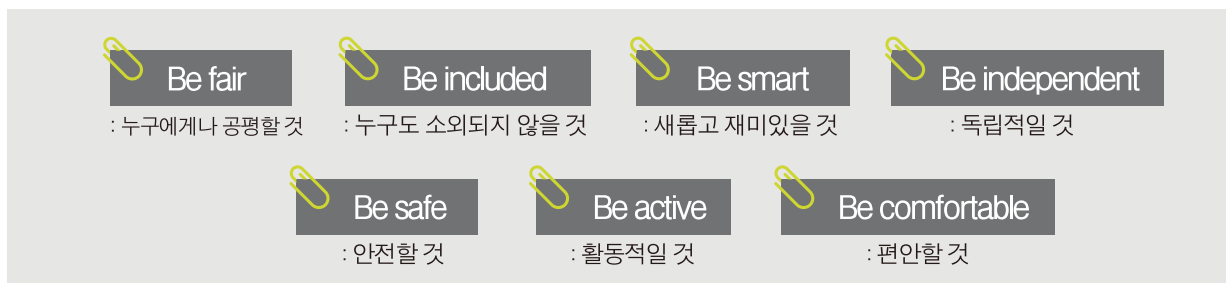 Be fair
: 누구에게나 공평할 것
Be included
: 누구도 소외되지 않을 것
Be smart
: 새롭고 재미있을 것
Be independent
: 독립적일 것
Be safe
: 안전할 것
Be active
: 활동적일 것
Be comfortable
: 편안할 것